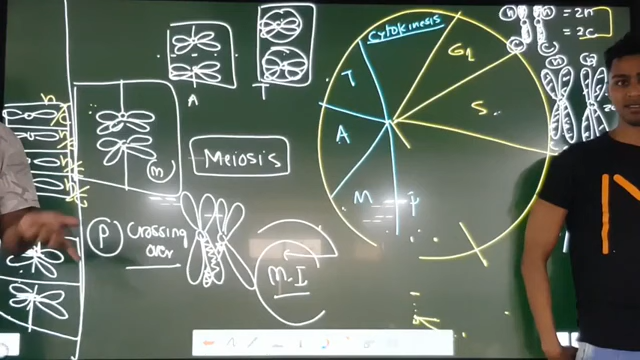 n n = 2n
= 2c
n n
Cytokinesis
G1
S
T
A
M
P
A
T
m
Meiosis
P Crossing
over
M.I
n
n/c
n/c
n/c